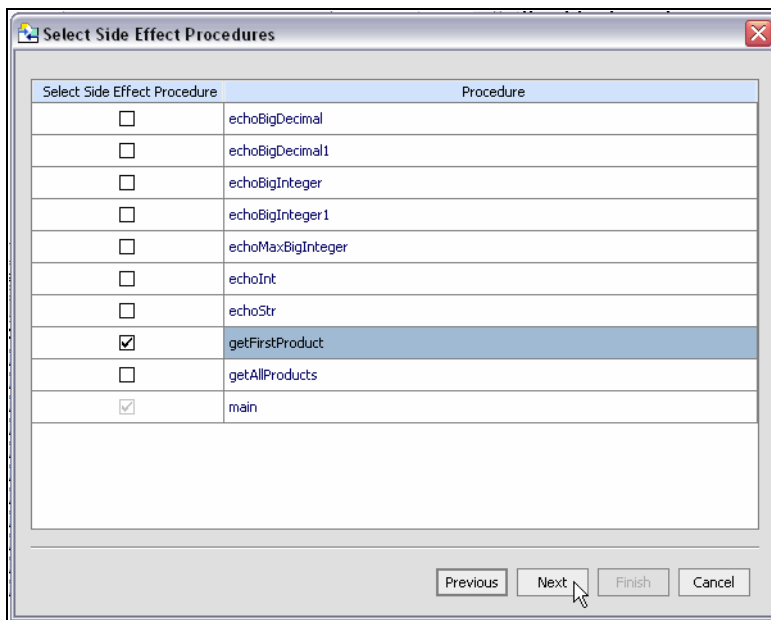 Select Side Effect Procedures
Select Side Effect Procedure Procedure
echoBigDecimal
echoBigDecimal1
echoBigInteger
echoBigInteger1
echoMaxBigInteger
echoInt
echoStr
getFirstProduct
getAllProducts
main
Previous Next Finish Cancel